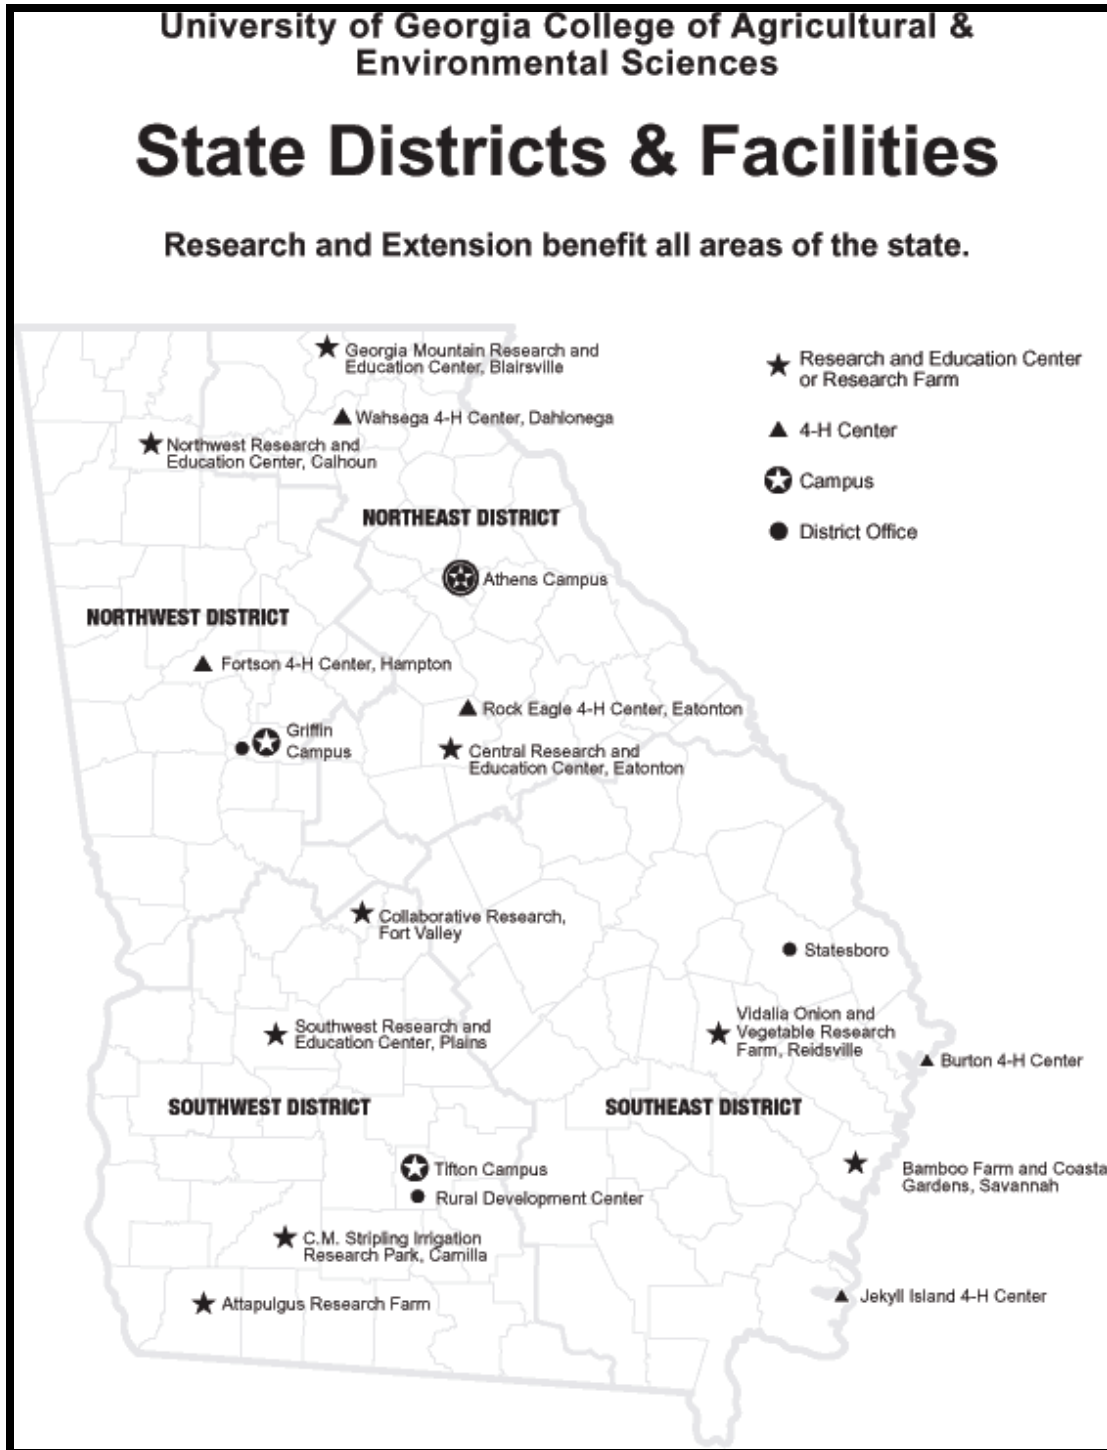 University of Georgia College of Agricultural &
Environmental Sciences
State Districts & Facilities
Research and Extension benefit all areas of the state.
Georgia Mountain Research and
Education Center, Blairsville
Research and Education Center
or Research Farm
Wahsega 4-H Center, Dahlonega
4-H Center
Northwest Research and
Education Center, Calhoun
Campus
NORTHEAST DISTRICT
District Office
Athens Campus
NORTHWEST DISTRICT
Fortson 4-H Center, Hampton
Rock Eagle 4-H Center, Eatonton
Griffin
Campus
Central Research and
Education Center, Eatonton
Collaborative Research,
Fort Valley
Statesboro
Southwest Research and
Education Center, Plains
Vidalia Onion and
Vegetable Research
Farm, Reidsville
Burton 4-H Center
SOUTHWEST DISTRICT
SOUTHEAST DISTRICT
Tifton Campus
Rural Development Center
Bamboo Farm and Coasta
Gardens, Savannah
C.M. Stripling Irrigation
Research Park, Camilla
Attapulgus Research Farm
Jekyll Island 4-H Center